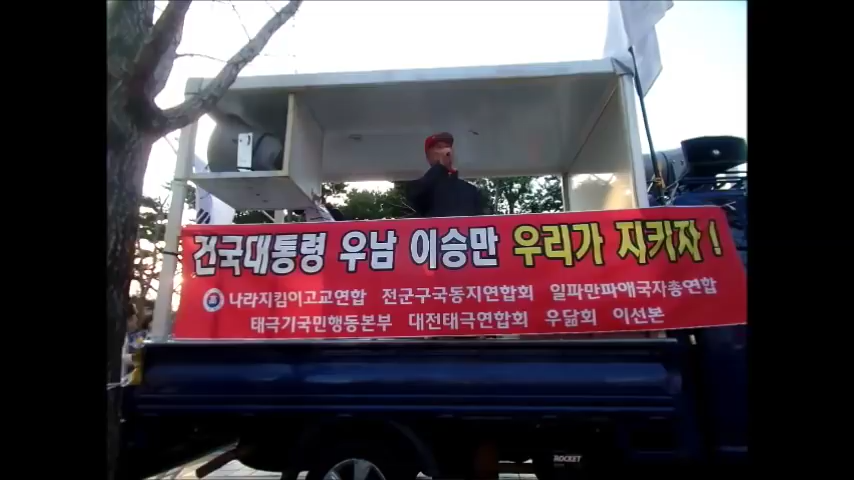 전국대통령 우남 이승만 우리가 지키자!
나라지킴이고교연합 전군구국동지연합회 일파만파애국자총연합
태극기국민행동본부 대전태극연합회 우닮회 이선본
ROCKET